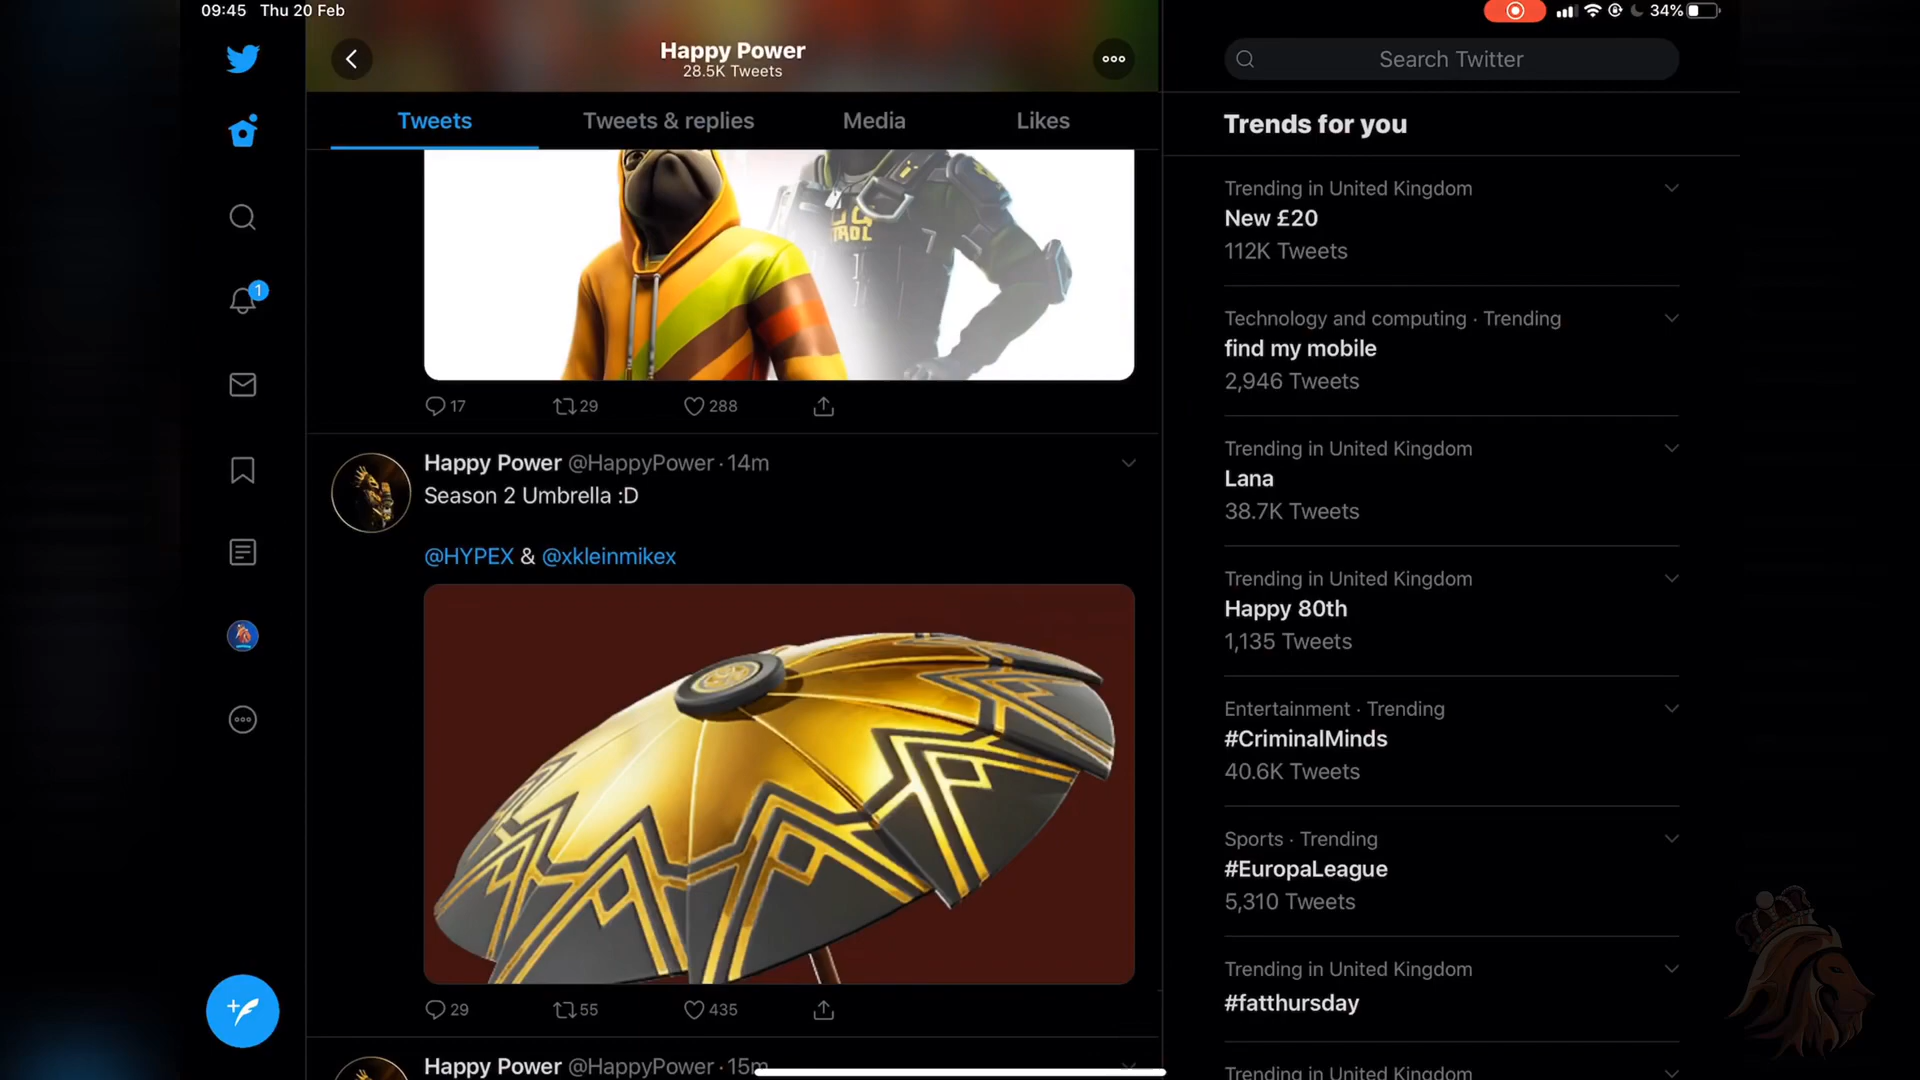 09:45 Thu 20 Feb
34%
Happy Power
28.5K Tweets
Search Twitter
Tweets
Tweets & replies
Media
Likes
Trends for you
17
29
288
Happy Power @HappyPower · 14m
Season 2 Umbrella :D
@HYPEX & @xkleinmikex
29
55
435
Happy Power @HappyPower · 15m
1
Trending in United Kingdom
New £20
112K Tweets
Technology and computing · Trending
find my mobile
2,946 Tweets
Trending in United Kingdom
Lana
38.7K Tweets
Trending in United Kingdom
Happy 80th
1,135 Tweets
Entertainment · Trending
#CriminalMinds
40.6K Tweets
Sports · Trending
#EuropaLeague
5,310 Tweets
Trending in United Kingdom
#fatthursday
Trending in United Kingdom